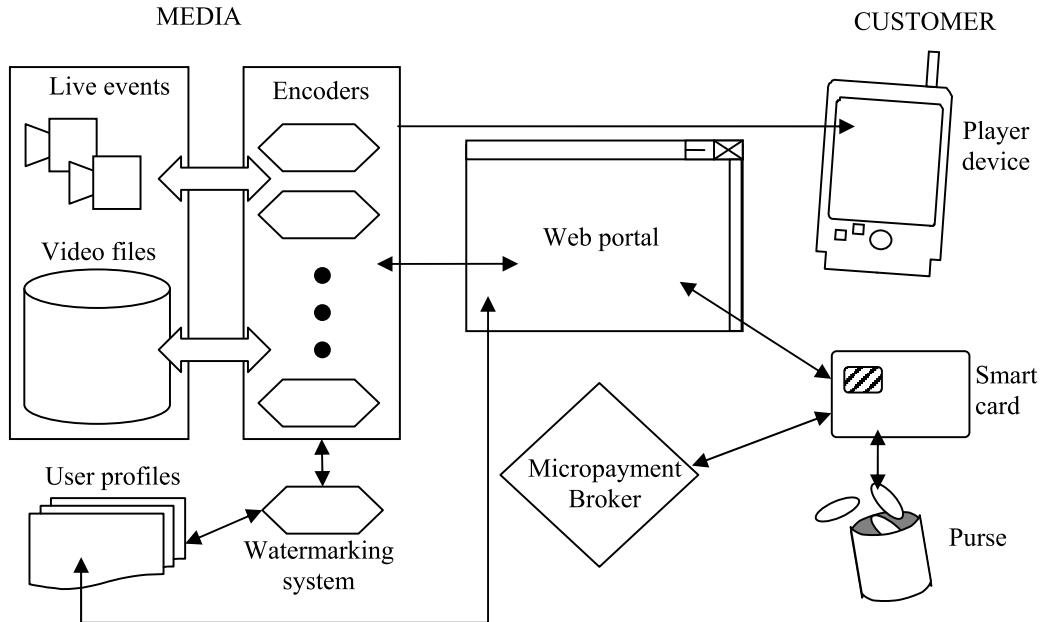 MEDIA
CUSTOMER
Live events
Encoders
Player
device
Web portal
Video files
Smart
card
Micropayment
Broker
User profiles
Watermarking
system
Purse